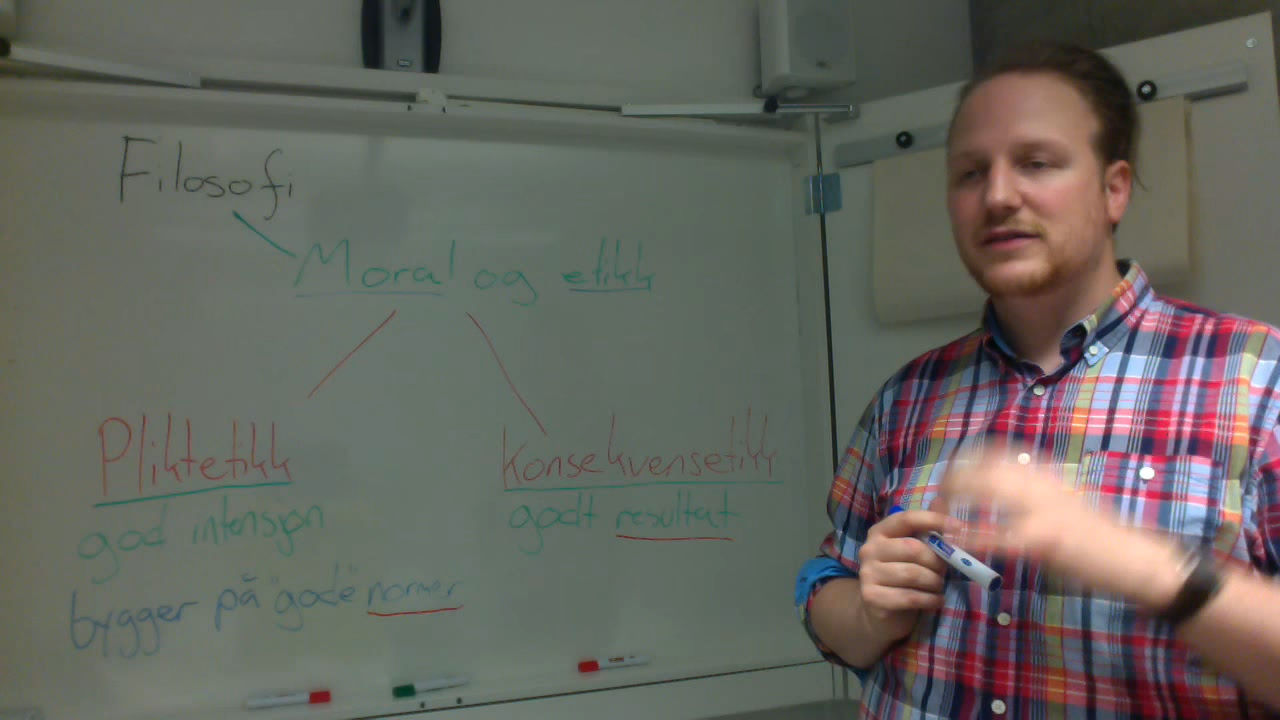 Filosofi
Moral og etikk
Pliktetikk
god intensjon
bygger på "gode" normer
Konsekvensetikk
godt resultat